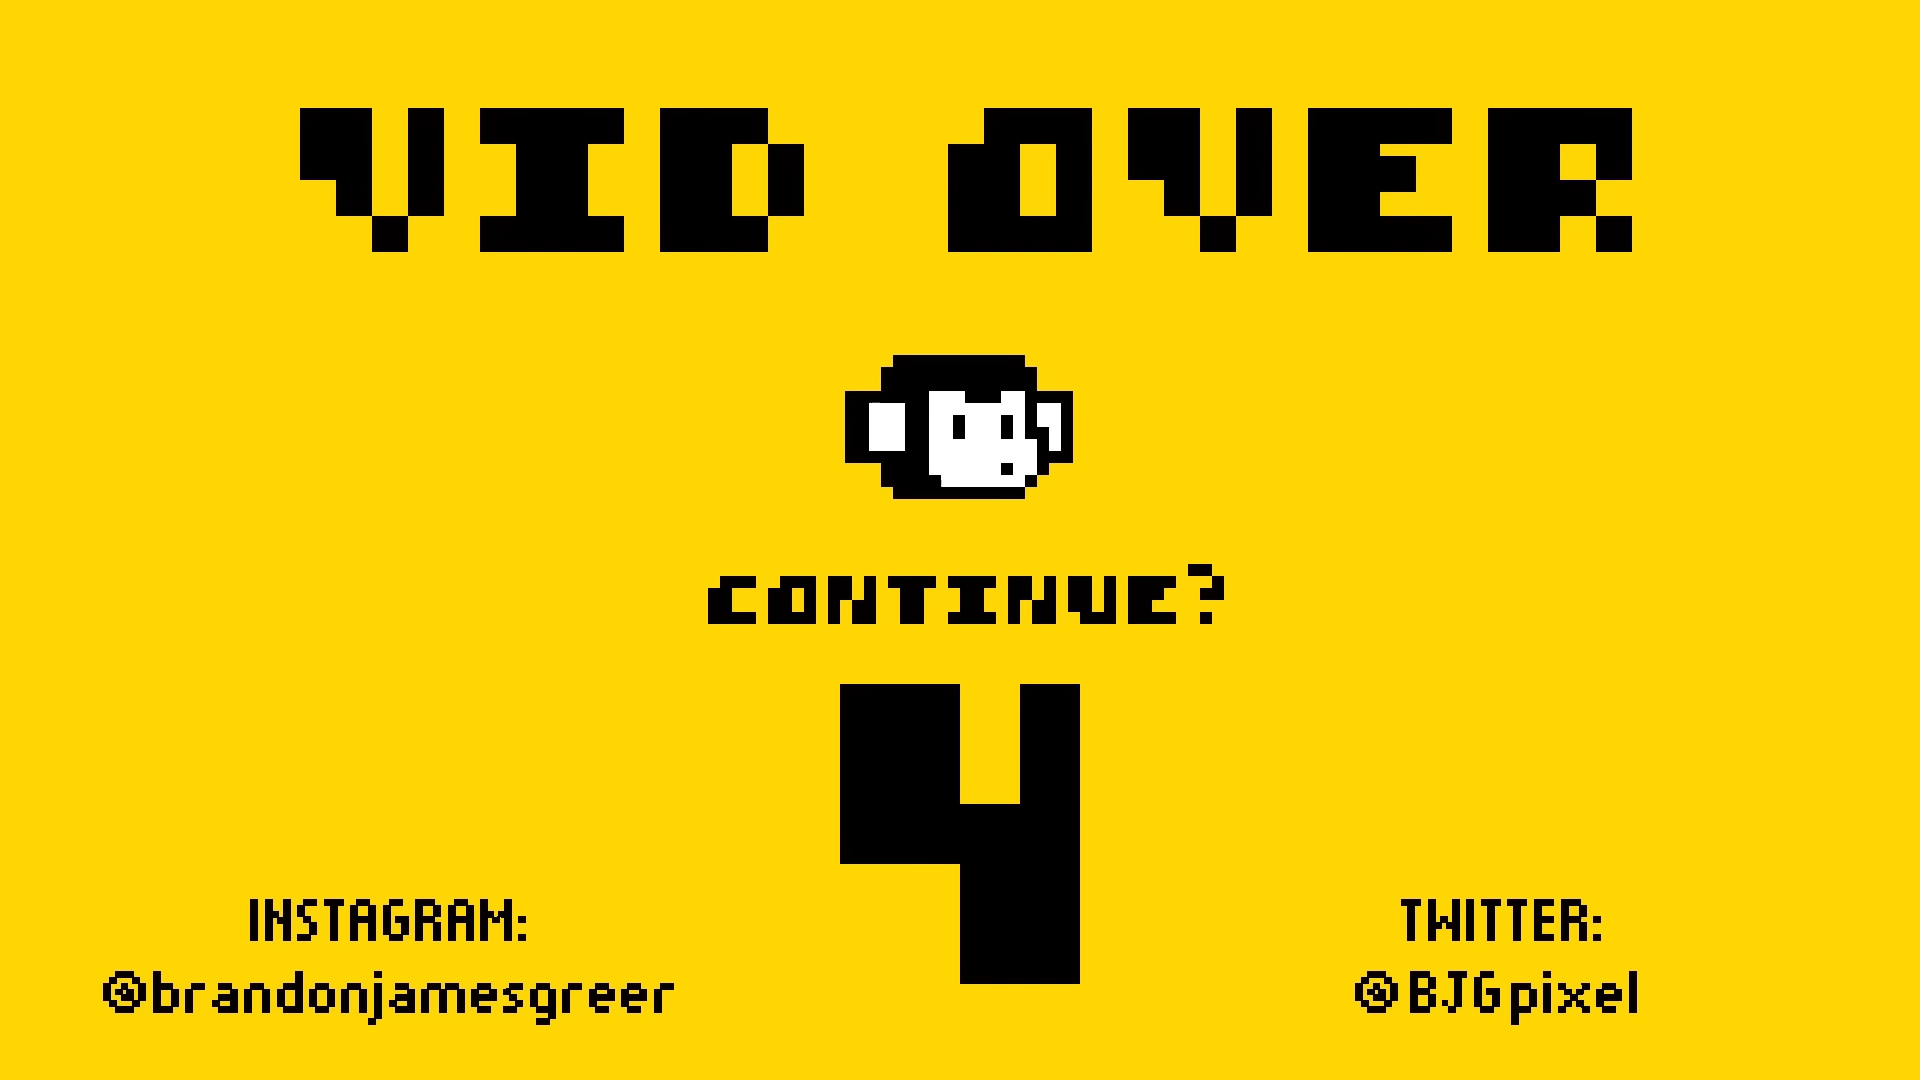 VID OVER
CONTINUE?
4
INSTAGRAM:
@brandonjamesgreer
TWITTER:
@BJGpixel